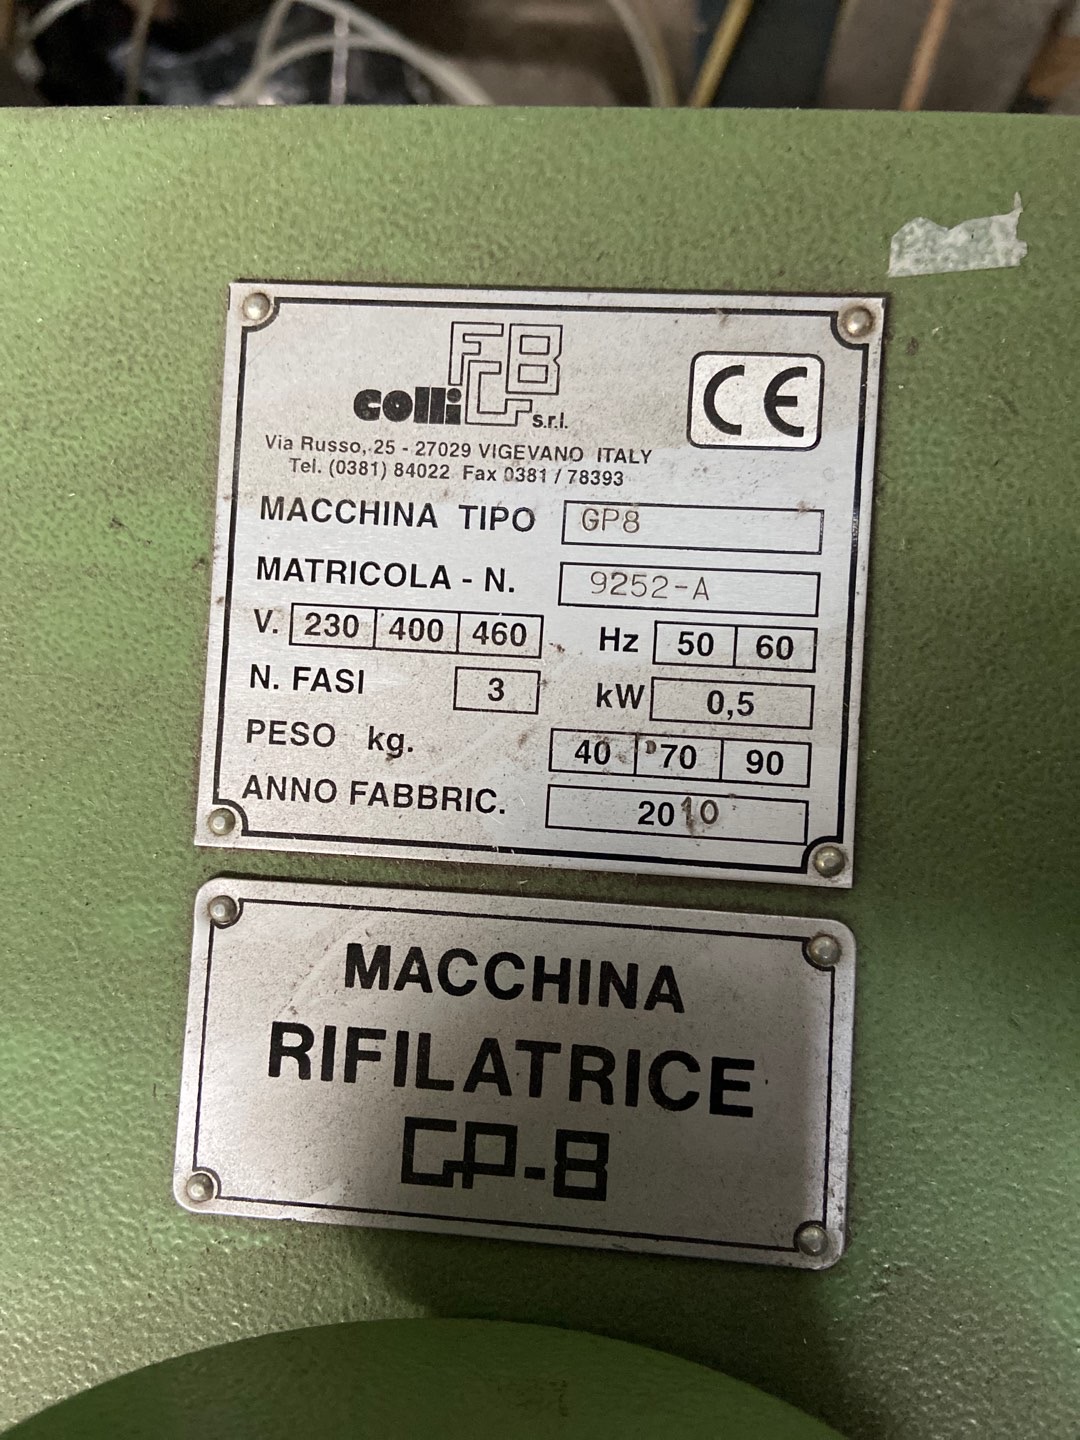 FBC
colli s.r.l.
CE
Via Russo, 25 - 27029 VIGEVANO ITALY
Tel. (0381) 84022 Fax 0381 / 78393
MACCHINA TIPO GP8
MATRICOLA - N. 9252-A
V. 230 400 460 Hz 50 60
N. FASI 3 kW 0,5
PESO kg. 40 70 90
ANNO FABBRIC. 2010
MACCHINA
RIFILATRICE
GP-8